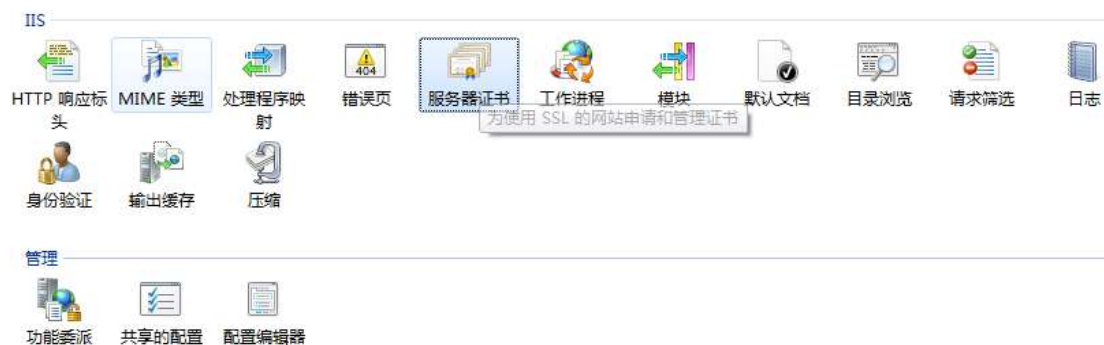 IIS
404
HTTP 响应标头 MIME 类型 处理程序映射 错误页 服务器证书 工作进程 模块 默认文档 目录浏览 请求筛选 日志
为使用 SSL 的网站申请和管理证书
身份验证 输出缓存 压缩
管理
功能委派 共享的配置 配置编辑器